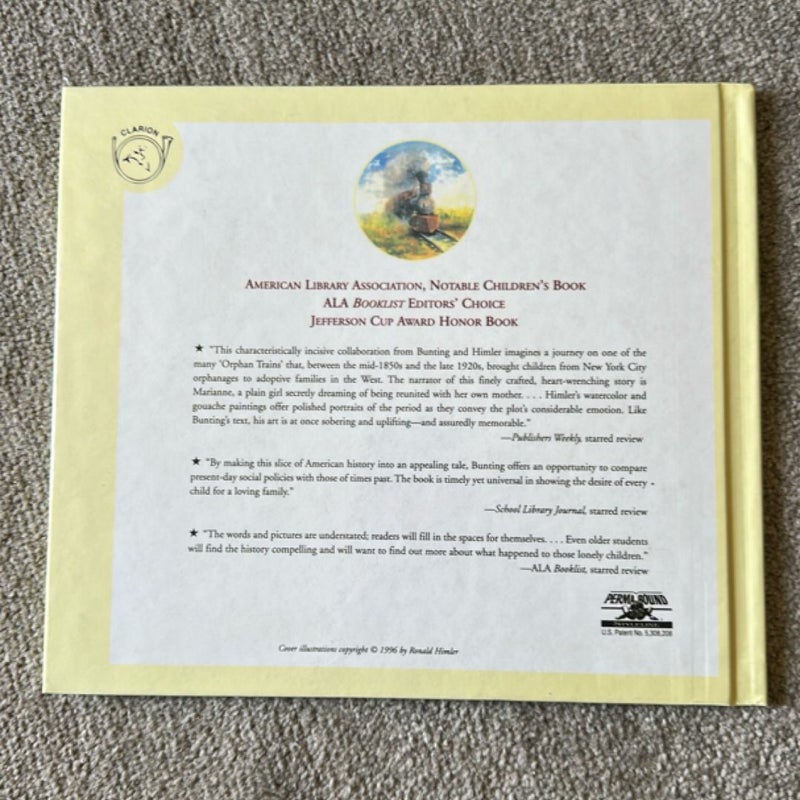 CLARION
AMERICAN LIBRARY ASSOCIATION, NOTABLE CHILDREN'S BOOK
ALA BOOKLIST EDITORS' CHOICE
JEFFERSON CUP AWARD HONOR BOOK
★ "This characteristically incisive collaboration from Bunting and Himler imagines a journey on one of the
many 'Orphan Trains' that, between the mid-1850s and the late 1920s, brought children from New York City
orphanages to adoptive families in the West. The narrator of this finely crafted, heart-wrenching story is
Marianne, a plain girl secretly dreaming of being reunited with her own mother. . . . Himler's watercolor and
gouache paintings offer polished portraits of the period as they convey the plot's considerable emotion. Like
Bunting's text, his art is at once sobering and uplifting—and assuredly memorable."
—Publishers Weekly, starred review
★ "By making this slice of American history into an appealing tale, Bunting offers an opportunity to compare
present-day social policies with those of times past. The book is timely yet universal in showing the desire of every
child for a loving family."
—School Library Journal, starred review
★ "The words and pictures are understated; readers will fill in the spaces for themselves. . . . Even older students
will find the history compelling and will want to find out more about what happened to those lonely children."
—ALA Booklist, starred review
PERMA BOUND
U.S. Patent No. 5,308,208
Cover illustrations copyright © 1996 by Ronald Himler